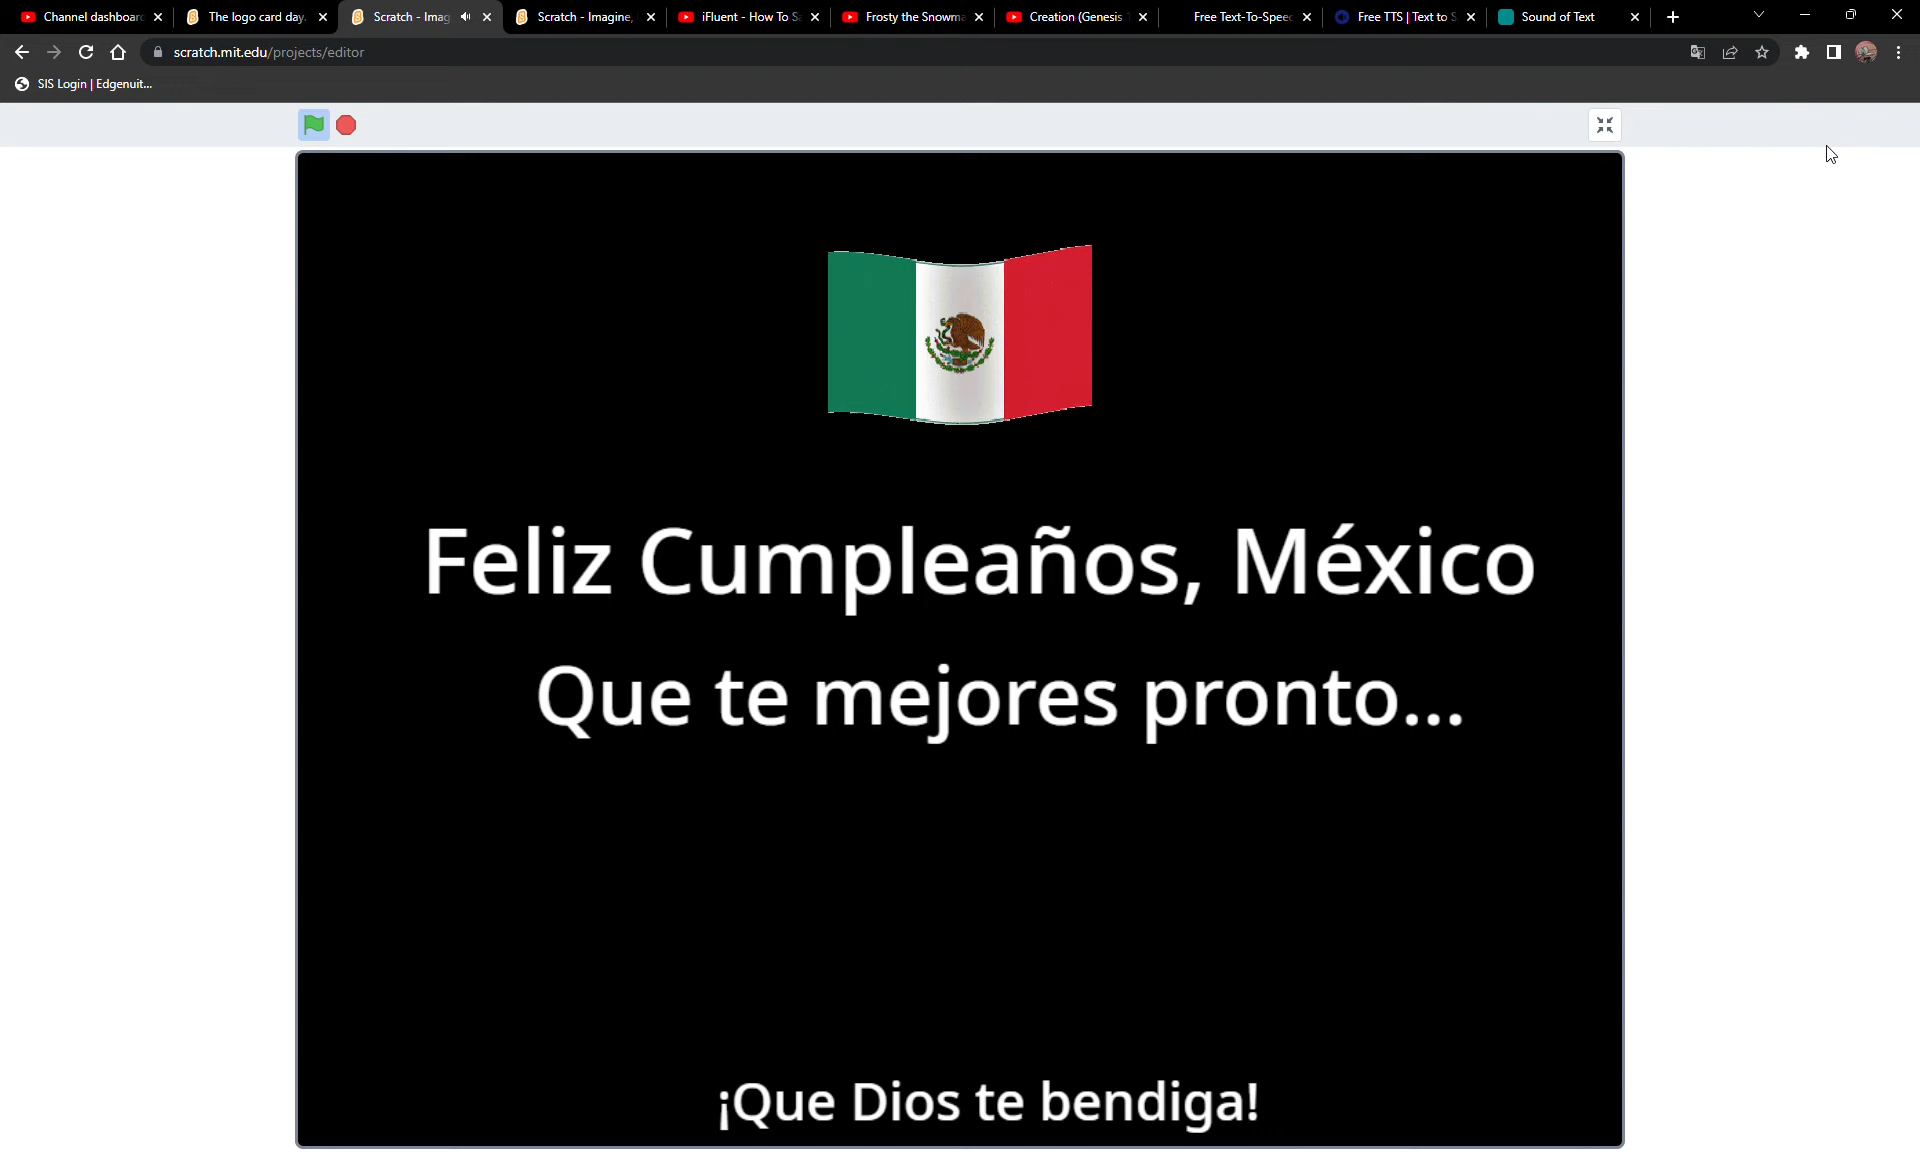 Channel dashboard
The logo card day.
Scratch - Imag
Scratch - Imagine,
iFluent - How To
Frosty the Snowm
Creation (Genesis
Free Text-To-Spee
Free TTS | Text to S
Sound of Text
scratch.mit.edu/projects/editor
SIS Login | Edgenuit...
Feliz Cumpleaños, México
Que te mejores pronto...
¡Que Dios te bendiga!